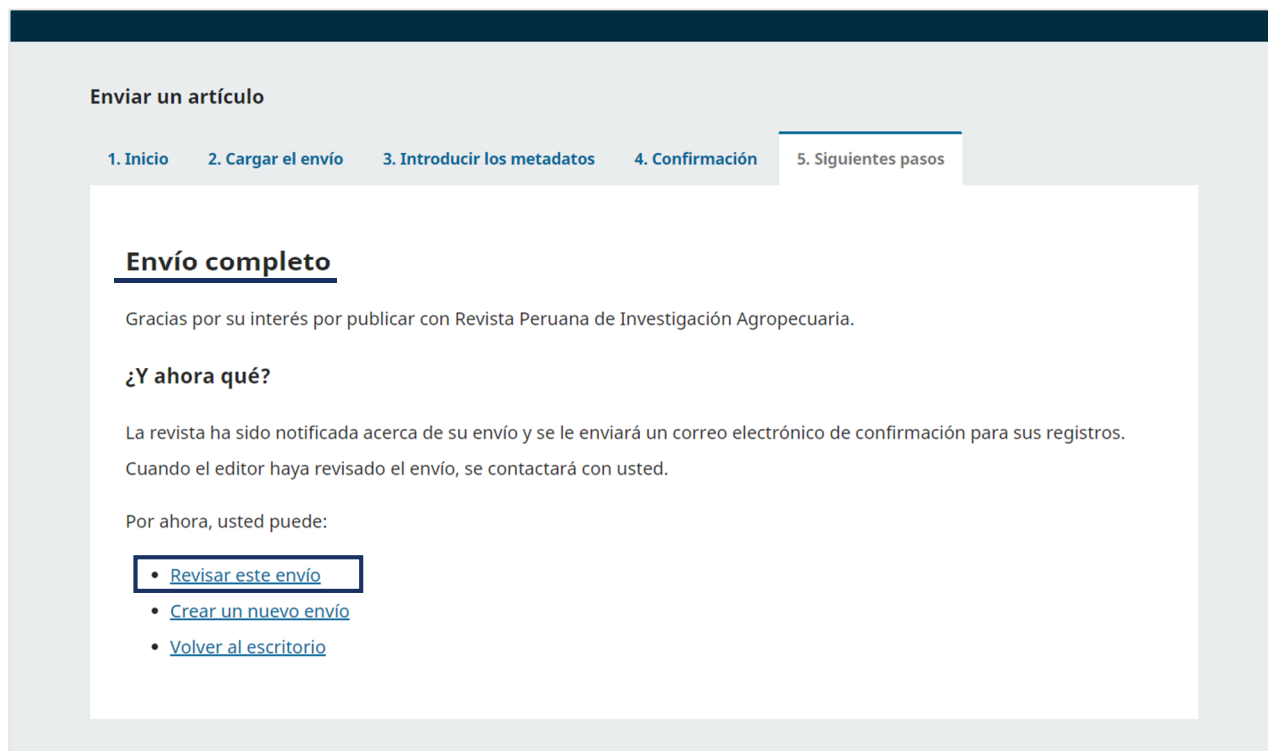 Enviar un artículo
1. Inicio 2. Cargar el envío 3. Introducir los metadatos 4. Confirmación 5. Siguientes pasos
Envío completo
Gracias por su interés por publicar con Revista Peruana de Investigación Agropecuaria.
¿Y ahora qué?
La revista ha sido notificada acerca de su envío y se le enviará un correo electrónico de confirmación para sus registros.
Cuando el editor haya revisado el envío, se contactará con usted.
Por ahora, usted puede:
• Revisar este envío
• Crear un nuevo envío
• Volver al escritorio